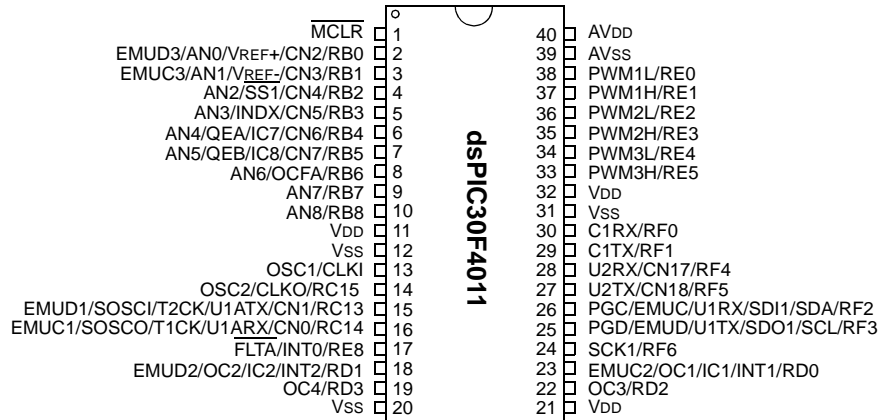 MCLR 1 40 AVDD
EMUD3/AN0/VREF+/CN2/RB0 2 39 AVSS
EMUC3/AN1/VREF-/CN3/RB1 3 38 PWM1L/RE0
AN2/SS1/CN4/RB2 4 37 PWM1H/RE1
AN3/INDX/CN5/RB3 5 36 PWM2L/RE2
AN4/QEA/IC7/CN6/RB4 6 35 PWM2H/RE3
AN5/QEB/IC8/CN7/RB5 7 34 PWM3L/RE4
AN6/OCFA/RB6 8 33 PWM3H/RE5
AN7/RB7 9 32 VDD
AN8/RB8 10 31 VSS
VDD 11 30 C1RX/RF0
VSS 12 29 C1TX/RF1
OSC1/CLKI 13 28 U2RX/CN17/RF4
OSC2/CLKO/RC15 14 27 U2TX/CN18/RF5
EMUD1/SOSCI/T2CK/U1ATX/CN1/RC13 15 26 PGC/EMUC/U1RX/SDI1/SDA/RF2
EMUC1/SOSCO/T1CK/U1ARX/CN0/RC14 16 25 PGD/EMUD/U1TX/SDO1/SCL/RF3
FLTA/INT0/RE8 17 24 SCK1/RF6
EMUD2/OC2/IC2/INT2/RD1 18 23 EMUC2/OC1/IC1/INT1/RD0
OC4/RD3 19 22 OC3/RD2
VSS 20 21 VDD
dsPIC30F4011